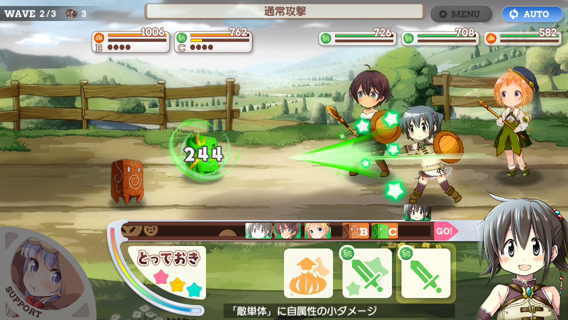 WAVE 2/3 3
通常攻撃
MENU
AUTO
1006
B
762
C
726
708
582
244
B C GO!
とっておき
SUPPORT
「敵単体」に自属性の小ダメージ